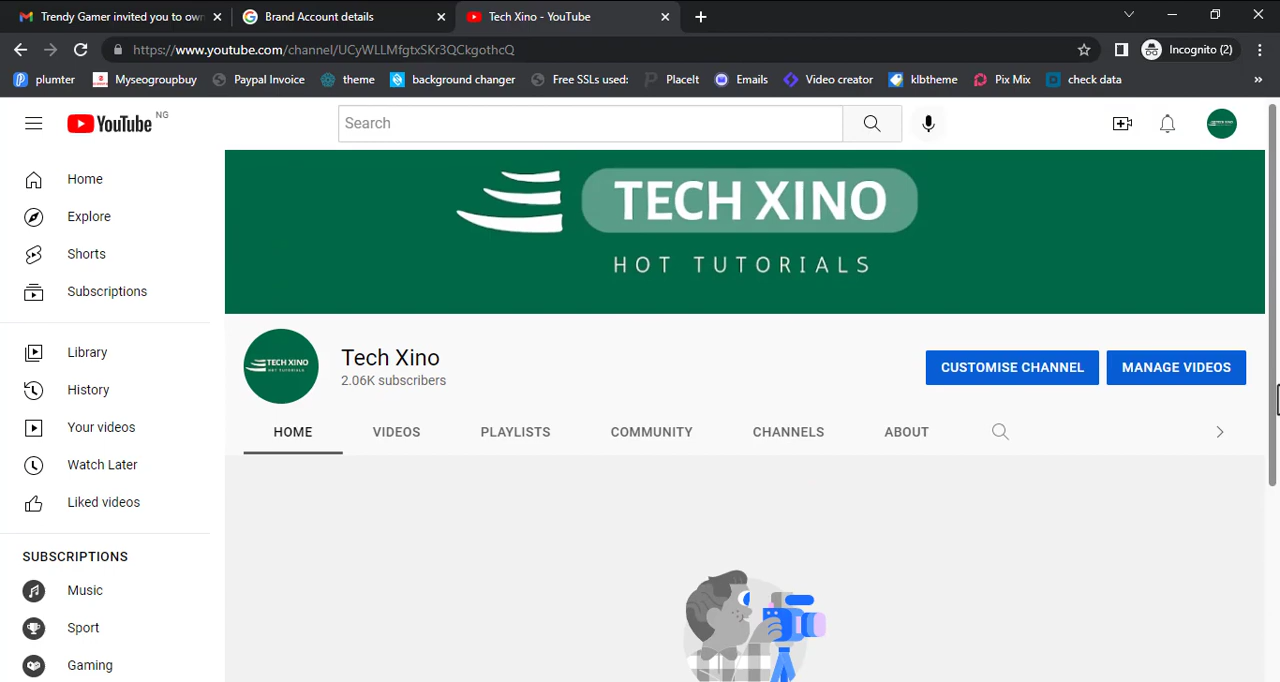 Trendy Gamer invited you to own
Brand Account details
Tech Xino - YouTube
https://www.youtube.com/channel/UCyWLLMfgtxSKr3QCkgothcQ
Incognito (2)
plumter
Myseogroupbuy
Paypal Invoice
theme
background changer
Free SSLs used:
PlaceIt
Emails
Video creator
klbtheme
Pix Mix
check data
YouTube NG
Search
Home
Explore
Shorts
Subscriptions
Library
History
Your videos
Watch Later
Liked videos
SUBSCRIPTIONS
Music
Sport
Gaming
TECH XINO
HOT TUTORIALS
TECH XINO
HOT TUTORIALS
Tech Xino
2.06K subscribers
CUSTOMISE CHANNEL
MANAGE VIDEOS
HOME
VIDEOS
PLAYLISTS
COMMUNITY
CHANNELS
ABOUT